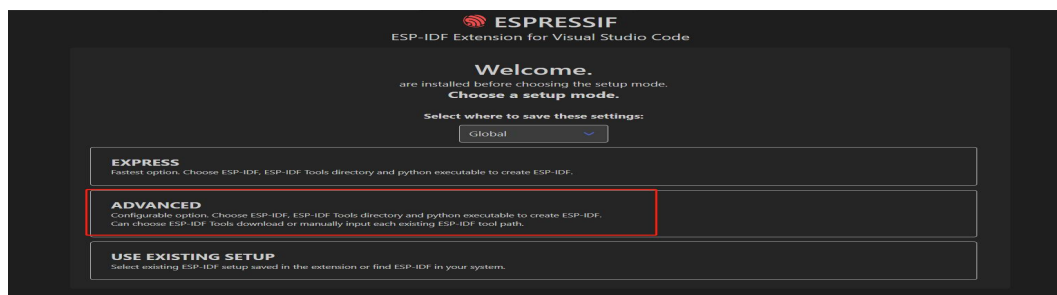 ESPRESSIF
ESP-IDF Extension for Visual Studio Code
Welcome.
are installed before choosing the setup mode.
Choose a setup mode.
Select where to save these settings:
Global
EXPRESS
Fastest option. Choose ESP-IDF, ESP-IDF Tools directory and python executable to create ESP-IDF.
ADVANCED
Configurable option. Choose ESP-IDF, ESP-IDF Tools directory and python executable to create ESP-IDF.
Can choose ESP-IDF Tools download or manually input each existing ESP-IDF tool path.
USE EXISTING SETUP
Select existing ESP-IDF setup saved in the extension or find ESP-IDF in your system.